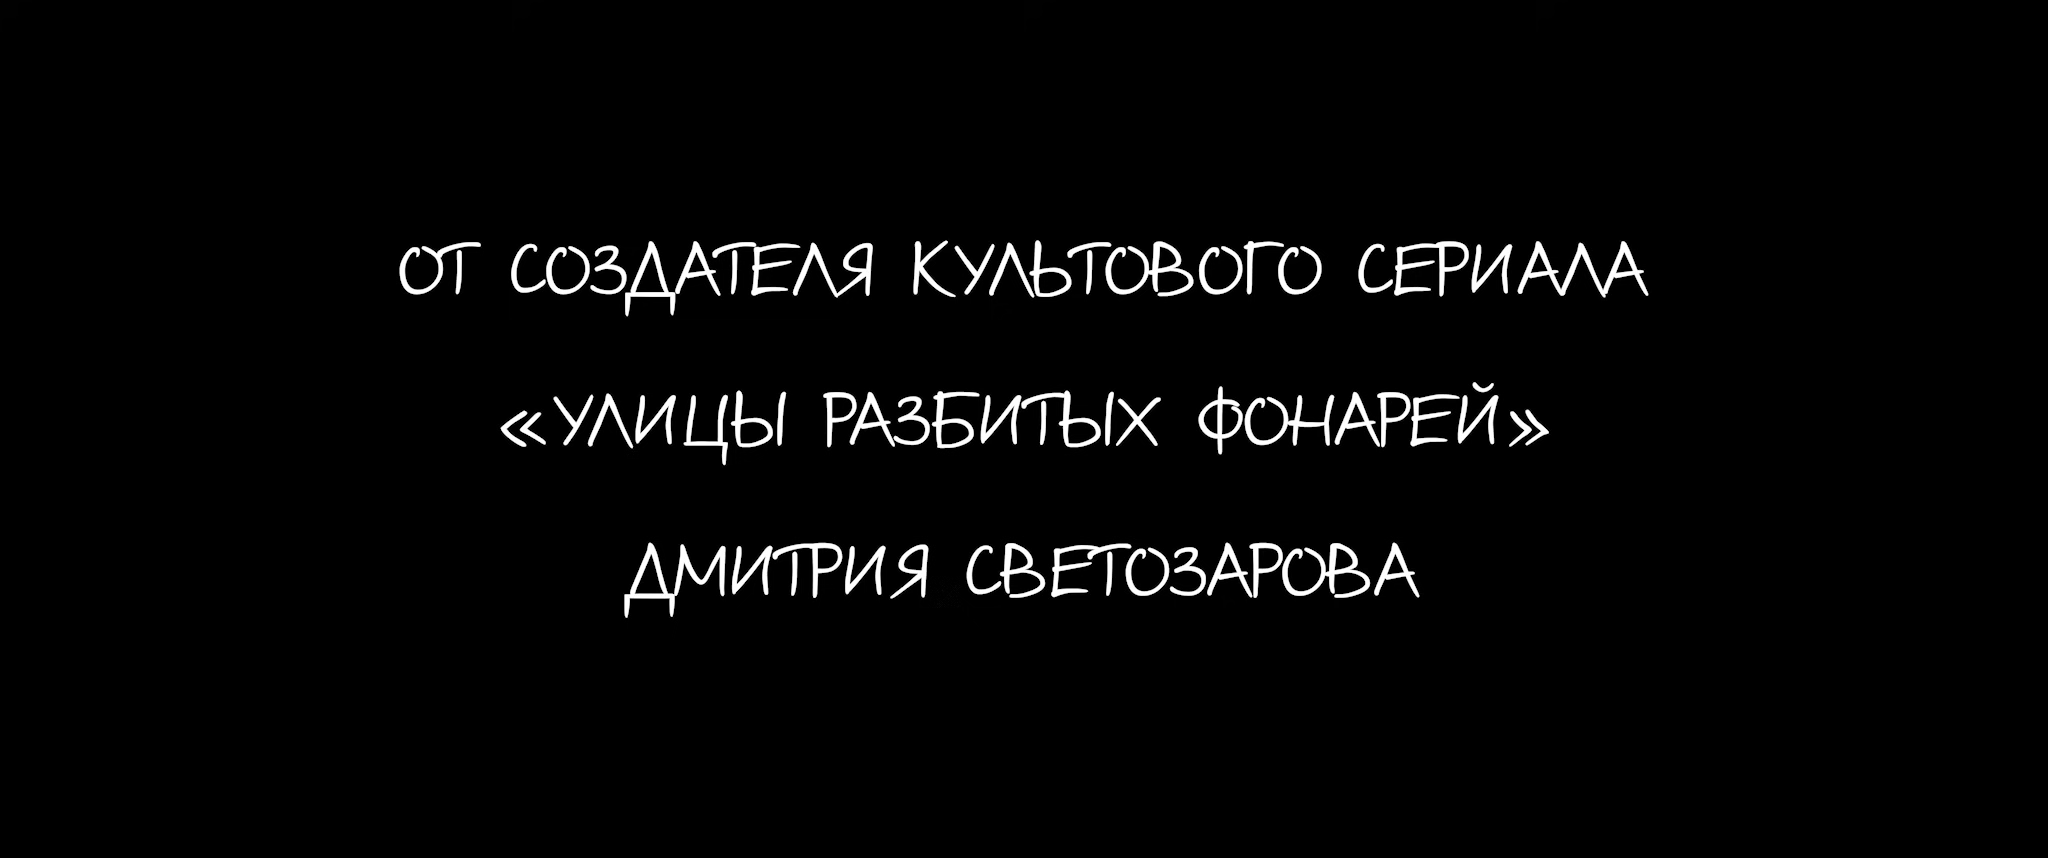 ОТ СОЗДАТЕЛЯ КУЛЬТОВОГО СЕРИАЛА
«УЛИЦЫ РАЗБИТЫХ ФОНАРЕЙ»
ДМИТРИЯ СВЕТОЗАРОВА